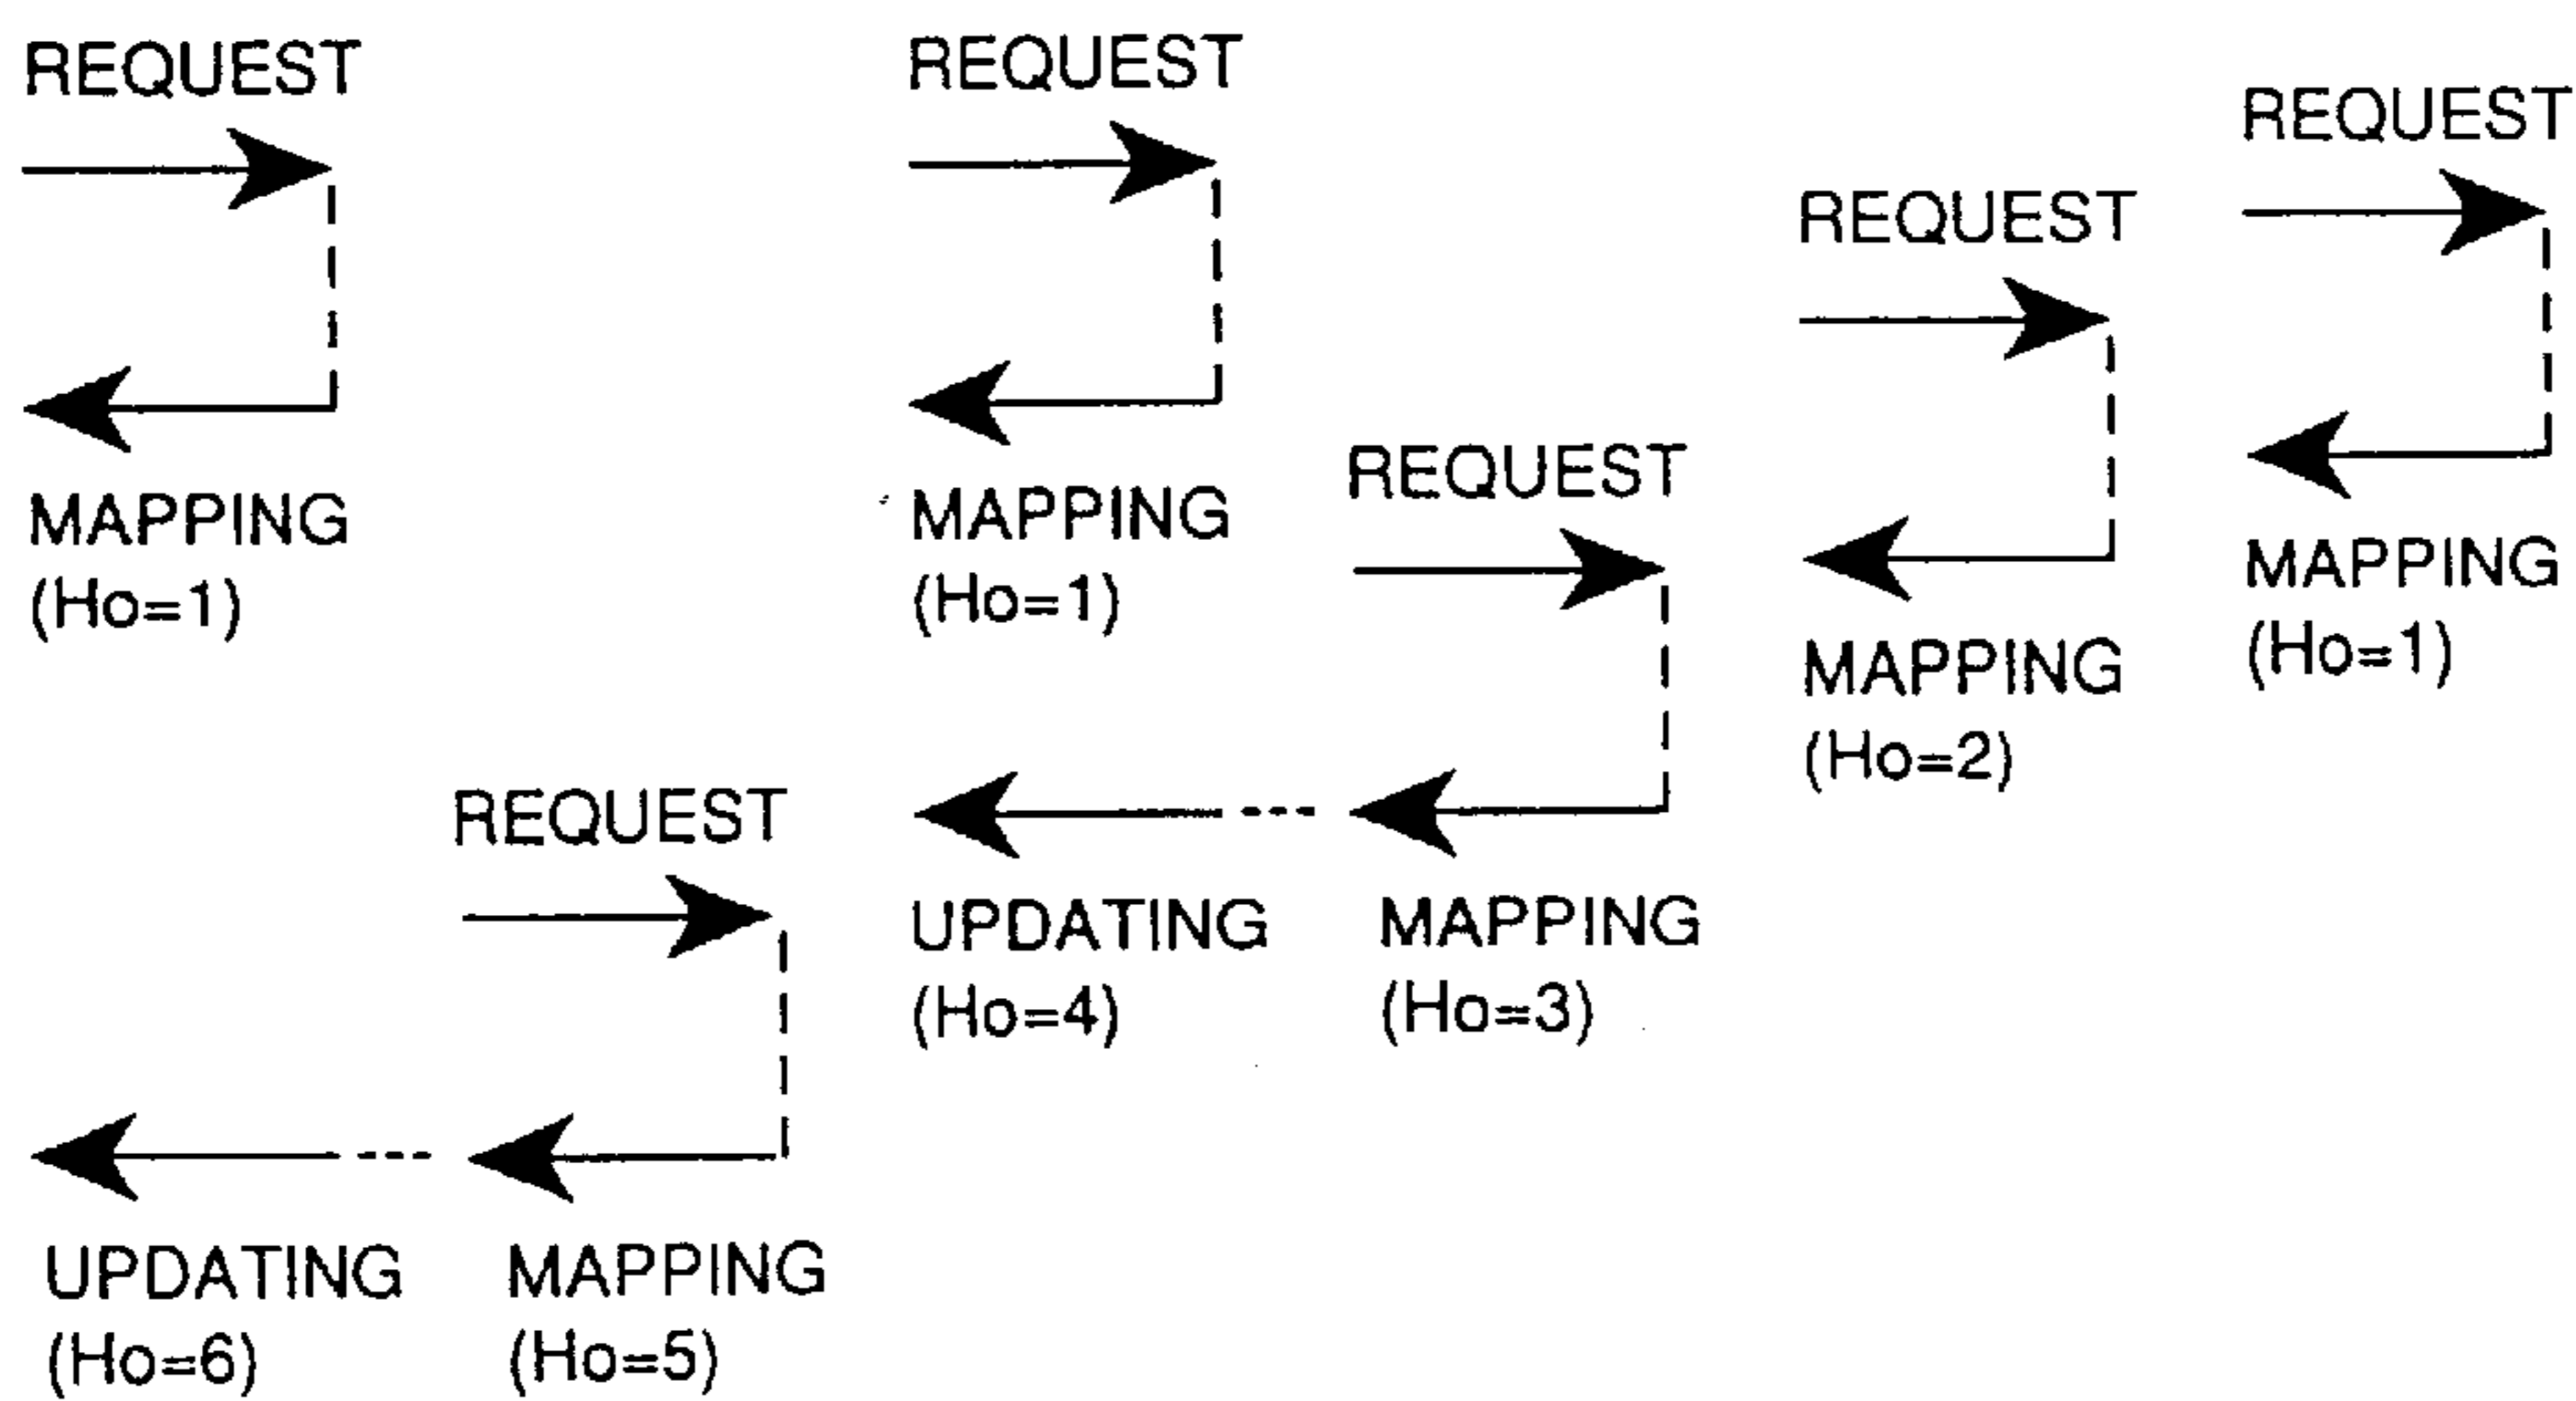 REQUEST
MAPPING
(Ho=1)
REQUEST
MAPPING
(Ho=1)
REQUEST
MAPPING
(Ho=1)
REQUEST
MAPPING
(Ho=2)
REQUEST
MAPPING
(Ho=3)
UPDATING
(Ho=4)
REQUEST
MAPPING
(Ho=5)
UPDATING
(Ho=6)